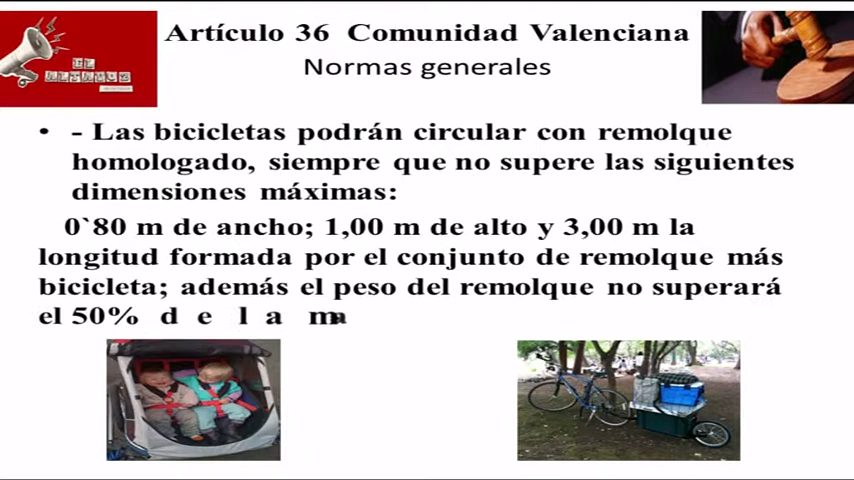 Artículo 36 Comunidad Valenciana
Normas generales
• - Las bicicletas podrán circular con remolque
homologado, siempre que no supere las siguientes
dimensiones máximas:
0`80 m de ancho; 1,00 m de alto y 3,00 m la
longitud formada por el conjunto de remolque más
bicicleta; además el peso del remolque no superará
el 50% d e l a